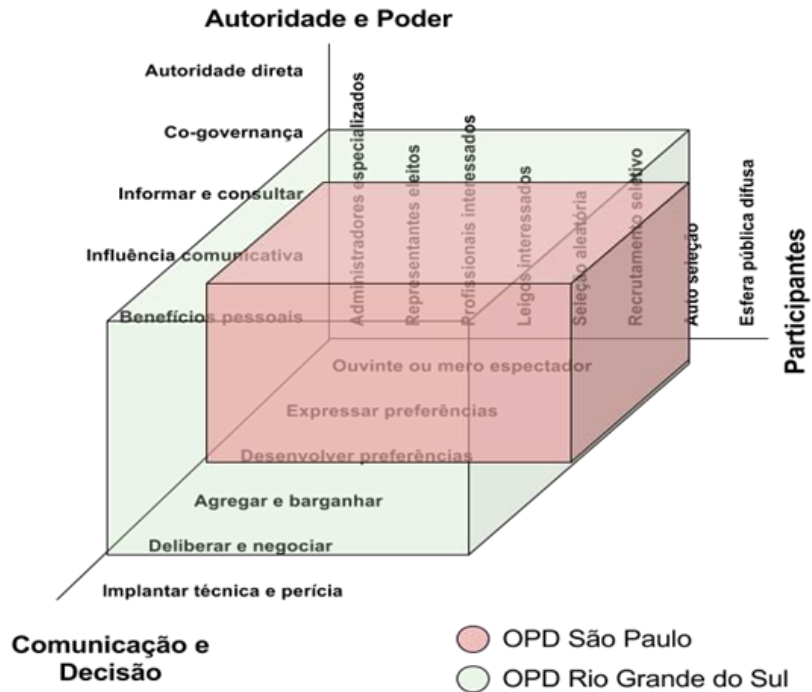 Autoridade e Poder
Autoridade direta
Co-governança
Informar e consultar
Influência comunicativa
Benefícios pessoais
Administradores especializados
Representantes eleitos
Profissionais interessados
Leigos interessados
Seleção aleatória
Recrutamento seletivo
Auto seleção
Esfera pública difusa
Participantes
Ouvinte ou mero espectador
Expressar preferências
Desenvolver preferências
Agregar e barganhar
Deliberar e negociar
Implantar técnica e perícia
Comunicação e
Decisão
OPD São Paulo
OPD Rio Grande do Sul